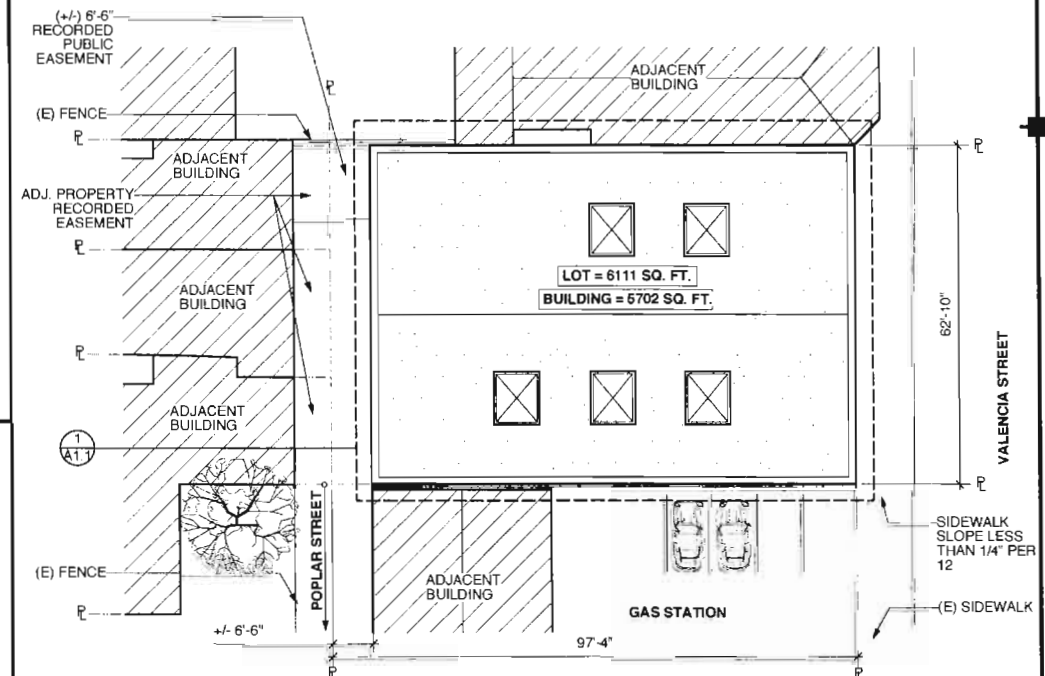 (+/-) 6'-6"
RECORDED
PUBLIC
EASEMENT
ADJACENT
BUILDING
(E) FENCE
ADJACENT
BUILDING
ADJ. PROPERTY
RECORDED
EASEMENT
LOT = 6111 SQ. FT.
BUILDING = 5702 SQ. FT.
ADJACENT
BUILDING
62'-10"
VALENCIA STREET
ADJACENT
BUILDING
1
A1.1
POPLAR STREET
SIDEWALK
SLOPE LESS
THAN 1/4" PER
12
(E) FENCE
ADJACENT
BUILDING
GAS STATION
(E) SIDEWALK
+/- 6'-6"
97'-4"
PL
PL
PL
PL
PL
PL
PL
PL
PL